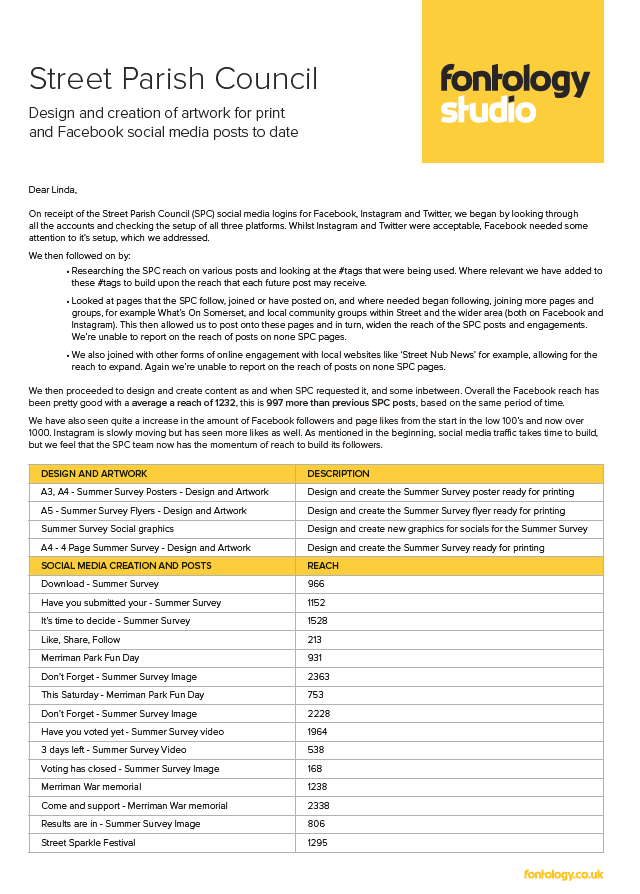 Street Parish Council
Design and creation of artwork for print
and Facebook social media posts to date
fontology
studio
Dear Linda,
On receipt of the Street Parish Council (SPC) social media logins for Facebook, Instagram and Twitter, we began by looking through
all the accounts and checking the setup of all three platforms. Whilst Instagram and Twitter were acceptable, Facebook needed some
attention to it's setup, which we addressed.
We then followed on by:
• Researching the SPC reach on various posts and looking at the #tags that were being used. Where relevant we have added to
these #tags to build upon the reach that each future post may receive.
• Looked at pages that the SPC follow, joined or have posted on, and where needed began following, joining more pages and
groups, for example What's On Somerset, and local community groups within Street and the wider area (both on Facebook and
Instagram). This then allowed us to post onto these pages and in turn, widen the reach of the SPC posts and engagements.
We're unable to report on the reach of posts on none SPC pages.
• We also joined with other forms of online engagement with local websites like 'Street Nub News' for example, allowing for the
reach to expand. Again we're unable to report on the reach of posts on none SPC pages.
We then proceeded to design and create content as and when SPC requested it, and some inbetween. Overall the Facebook reach has
been pretty good with a average a reach of 1232, this is 997 more than previous SPC posts, based on the same period of time.
We have also seen quite a increase in the amount of Facebook followers and page likes from the start in the low 100's and now over
1000. Instagram is slowly moving but has seen more likes as well. As mentioned in the beginning, social media traffic takes time to build,
but we feel that the SPC team now has the momentum of reach to build its followers.
DESIGN AND ARTWORK DESCRIPTION
A3, A4 - Summer Survey Posters - Design and Artwork Design and create the Summer Survey poster ready for printing
A5 - Summer Survey Flyers - Design and Artwork Design and create the Summer Survey flyer ready for printing
Summer Survey Social graphics Design and create new graphics for socials for the Summer Survey
A4 - 4 Page Summer Survey - Design and Artwork Design and create the Summer Survey ready for printing
SOCIAL MEDIA CREATION AND POSTS REACH
Download - Summer Survey 966
Have you submitted your - Summer Survey 1152
It's time to decide - Summer Survey 1528
Like, Share, Follow 213
Merriman Park Fun Day 931
Don't Forget - Summer Survey Image 2363
This Saturday - Merriman Park Fun Day 753
Don't Forget - Summer Survey Image 2228
Have you voted yet - Summer Survey video 1964
3 days left - Summer Survey Video 538
Voting has closed - Summer Survey Image 168
Merriman War memorial 1238
Come and support - Merriman War memorial 2338
Results are in - Summer Survey Image 806
Street Sparkle Festival 1295
fontology.co.uk